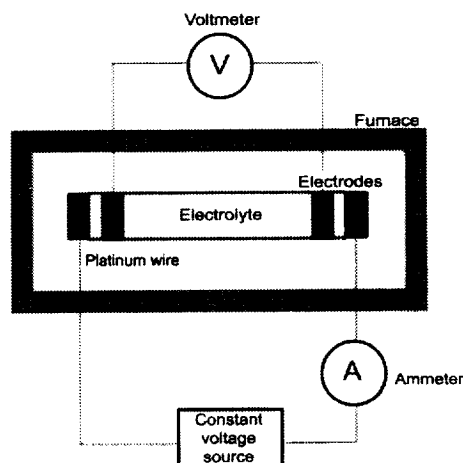 Voltmeter
V
Furnace
Electrodes
Electrolyte
Platinum wire
A
Ammeter
Constant
voltage
source